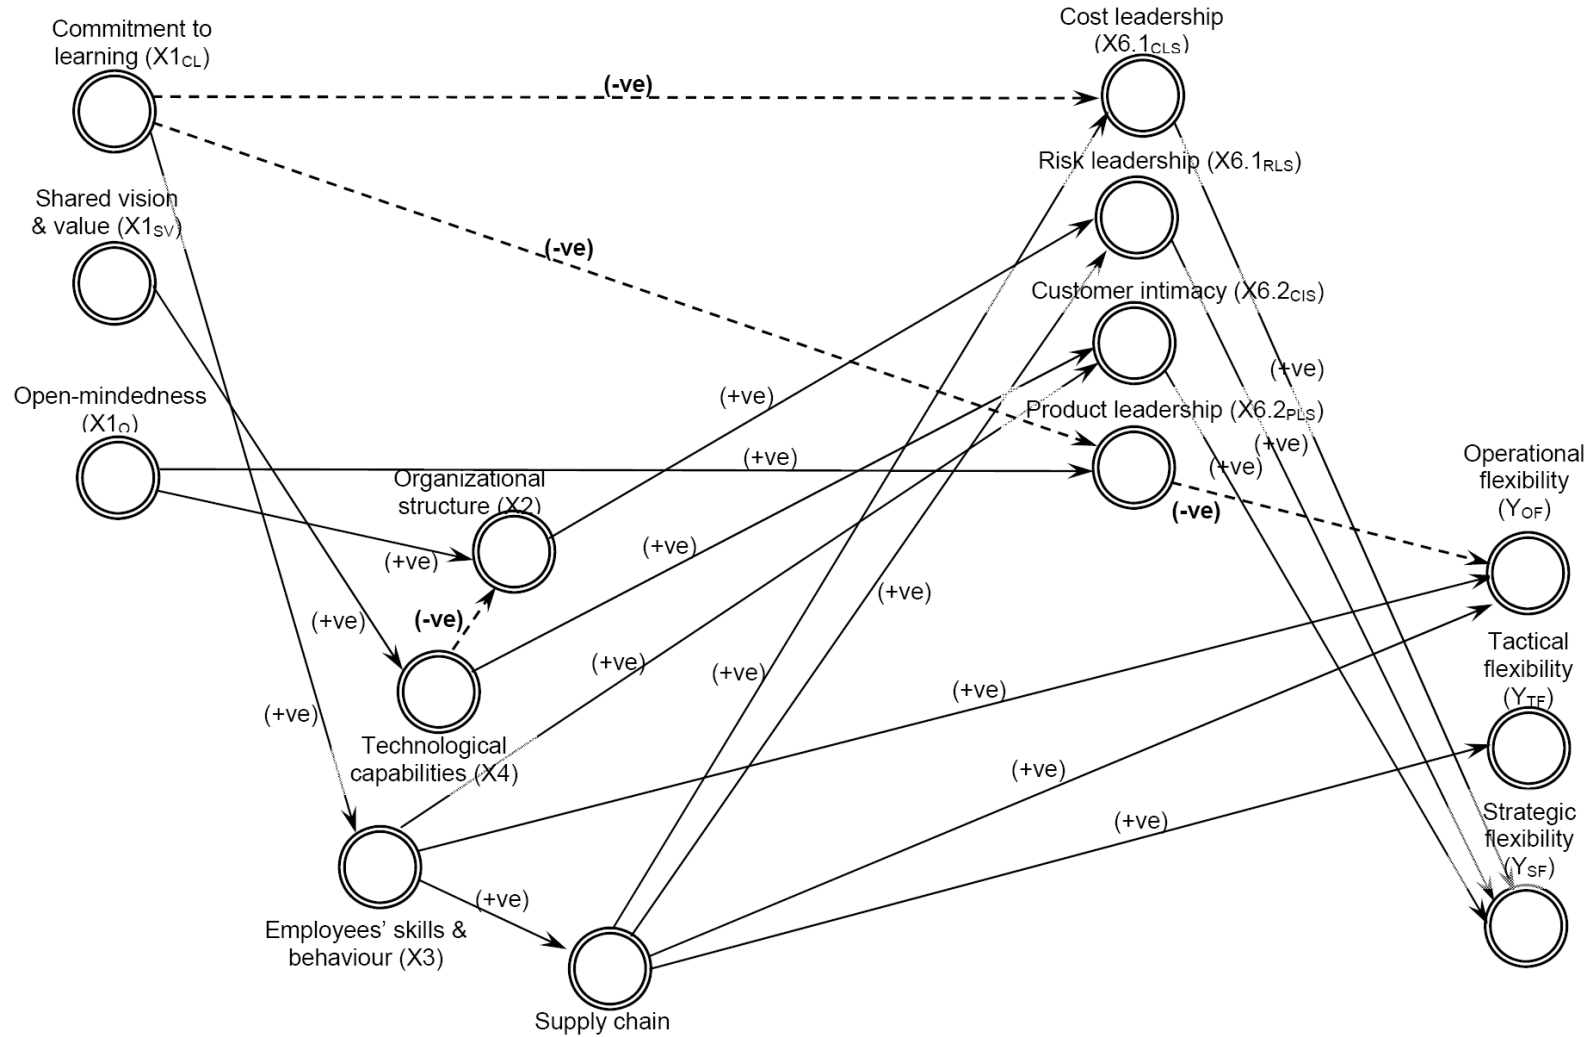 Commitment to
learning (X1CL)
Cost leadership
(X6.1CLS)
(-ve)
Risk leadership (X6.1RLS)
Shared vision
& value (X1SV)
(-ve)
Customer intimacy (X6.2CIS)
(+ve)
Open-mindedness
(X1O)
(+ve)
Product leadership (X6.2PLS)
(+ve)
(+ve)
(+ve)
Organizational
structure (X2)
Operational
flexibility
(YOF)
(-ve)
(+ve)
(+ve)
(+ve)
(+ve)
(-ve)
(+ve)
(+ve)
(+ve)
(+ve)
Tactical
flexibility
(YTF)
(+ve)
Technological
capabilities (X4)
(+ve)
(+ve)
Strategic
flexibility
(YSF)
(+ve)
Employees’ skills &
behaviour (X3)
Supply chain